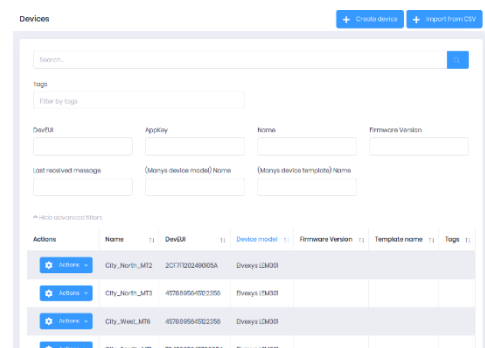 Devices
Create device
Import from CSV
Search...
Tags
Filter by tags
DevEUI AppKey Name Firmware Version
Last received message (Manys device model) Name (Manys device template) Name
Hide advanced filters
Actions Name DevEUI Device model Firmware Version Template name Tags
Actions City_North_MT2 Elvexys LEM301
Actions City_North_MT3 4578895645122356 Elvexys LEM301
Actions City_West_MT6 4578895645122356 Elvexys LEM301